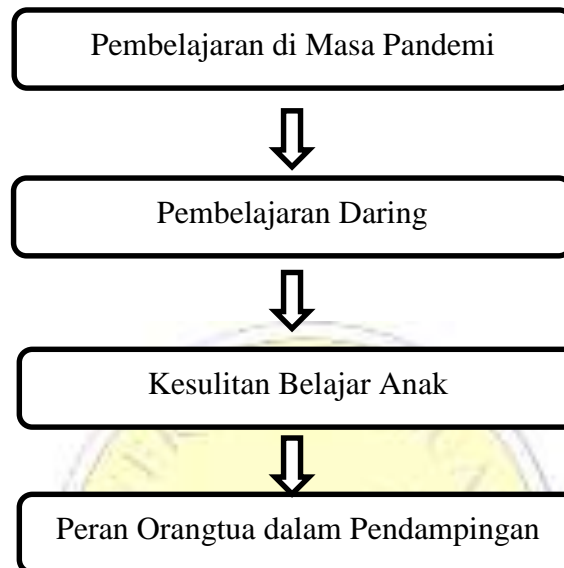 Pembelajaran di Masa Pandemi
Pembelajaran Daring
Kesulitan Belajar Anak
Peran Orangtua dalam Pendampingan